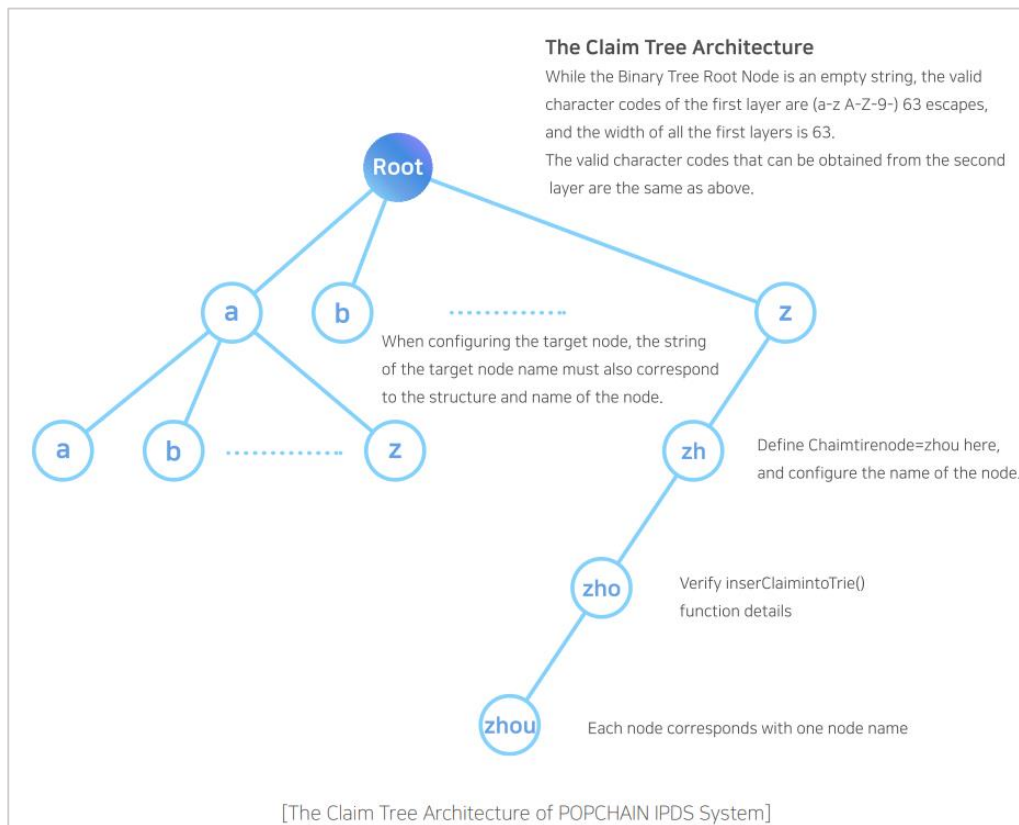 The Claim Tree Architecture
While the Binary Tree Root Node is an empty string, the valid
character codes of the first layer are (a-z A-Z-9-) 63 escapes,
and the width of all the first layers is 63.
The valid character codes that can be obtained from the second
layer are the same as above.
Root
a
b
z
When configuring the target node, the string
of the target node name must also correspond
to the structure and name of the node.
a
b
z
zh
Define Chaimtirenode=zhou here,
and configure the name of the node.
zho
Verify inserClaimintoTrie()
function details
zhou
Each node corresponds with one node name
[The Claim Tree Architecture of POPCHAIN IPDS System]